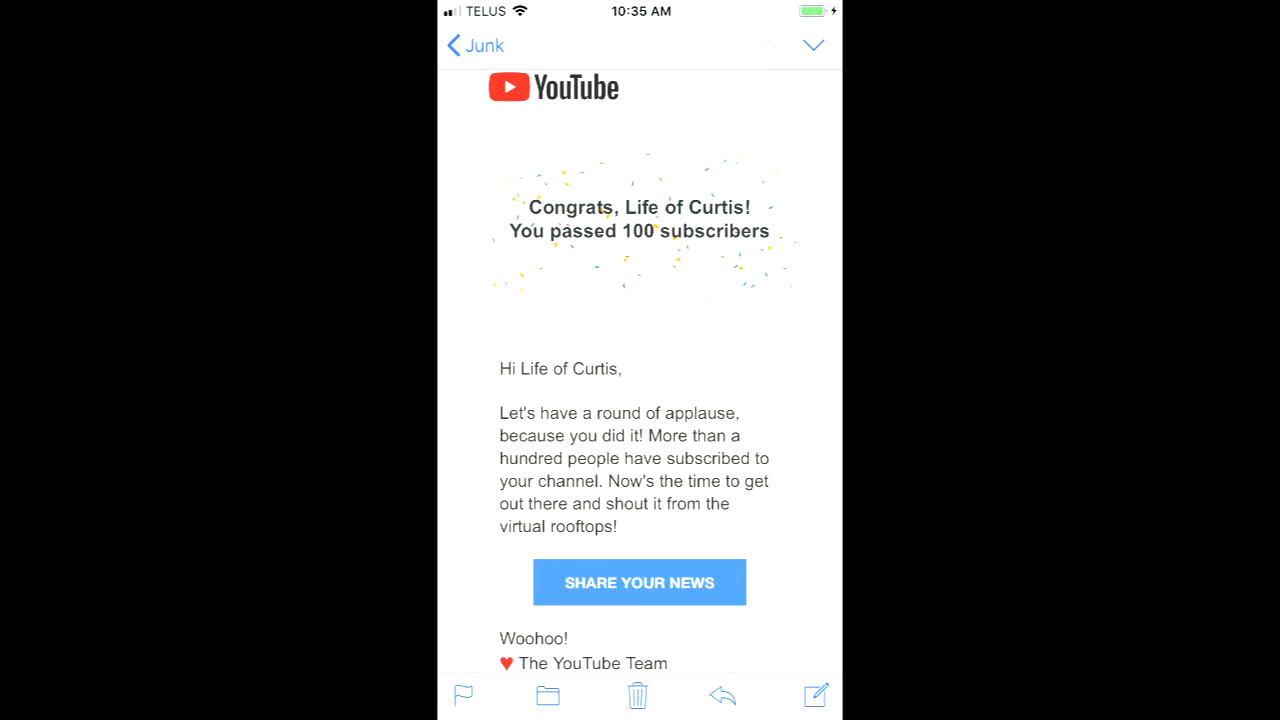 TELUS 10:35 AM
Junk
YouTube
Congrats, Life of Curtis!
You passed 100 subscribers
Hi Life of Curtis,
Let's have a round of applause,
because you did it! More than a
hundred people have subscribed to
your channel. Now's the time to get
out there and shout it from the
virtual rooftops!
SHARE YOUR NEWS
Woohoo!
♥ The YouTube Team